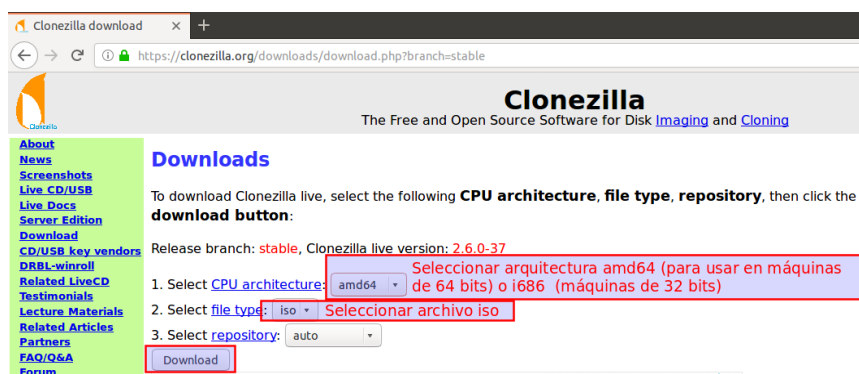 Clonezilla download
https://clonezilla.org/downloads/download.php?branch=stable
Clonezilla
Clonezilla
The Free and Open Source Software for Disk Imaging and Cloning
About
News
Screenshots
Live CD/USB
Live Docs
Server Edition
Download
CD/USB key vendors
DRBL-winroll
Related LiveCD
Testimonials
Lecture Materials
Related Articles
Partners
FAQ/Q&A
Forum
Downloads
To download Clonezilla live, select the following CPU architecture, file type, repository, then click the
download button:
Release branch: stable, Clonezilla live version: 2.6.0-37
1. Select CPU architecture: amd64
Seleccionar arquitectura amd64 (para usar en máquinas
de 64 bits) o i686 (máquinas de 32 bits)
2. Select file type: iso Seleccionar archivo iso
3. Select repository: auto
Download